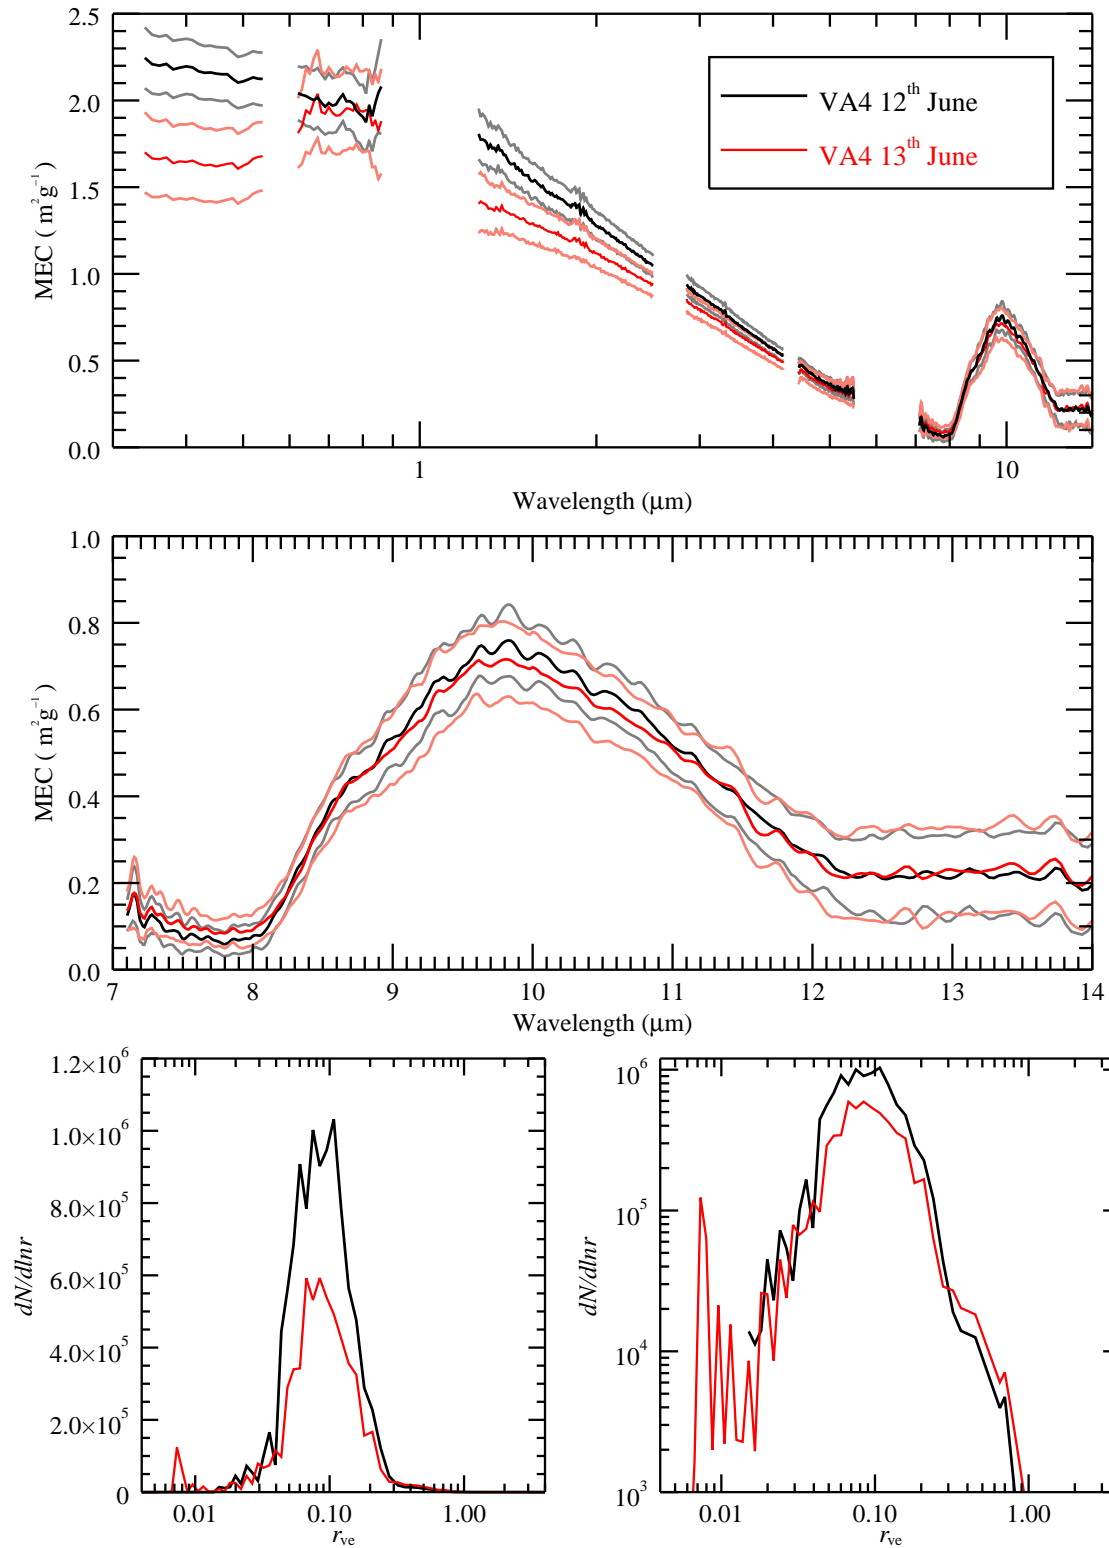 2.5
2.0
1.5
1.0
0.5
0.0
MEC ( m²g⁻¹)
VA4 12ᵗʰ June
VA4 13ᵗʰ June
1 10
Wavelength (μm)
1.0
0.8
0.6
0.4
0.2
0.0
MEC ( m²g⁻¹)
7 8 9 10 11 12 13 14
Wavelength (μm)
1.2×10⁶
1.0×10⁶
8.0×10⁵
6.0×10⁵
4.0×10⁵
2.0×10⁵
0
dN/dlnr
0.01 0.10 1.00
rve
10⁶
10⁵
10⁴
10³
dN/dlnr
0.01 0.10 1.00
rve